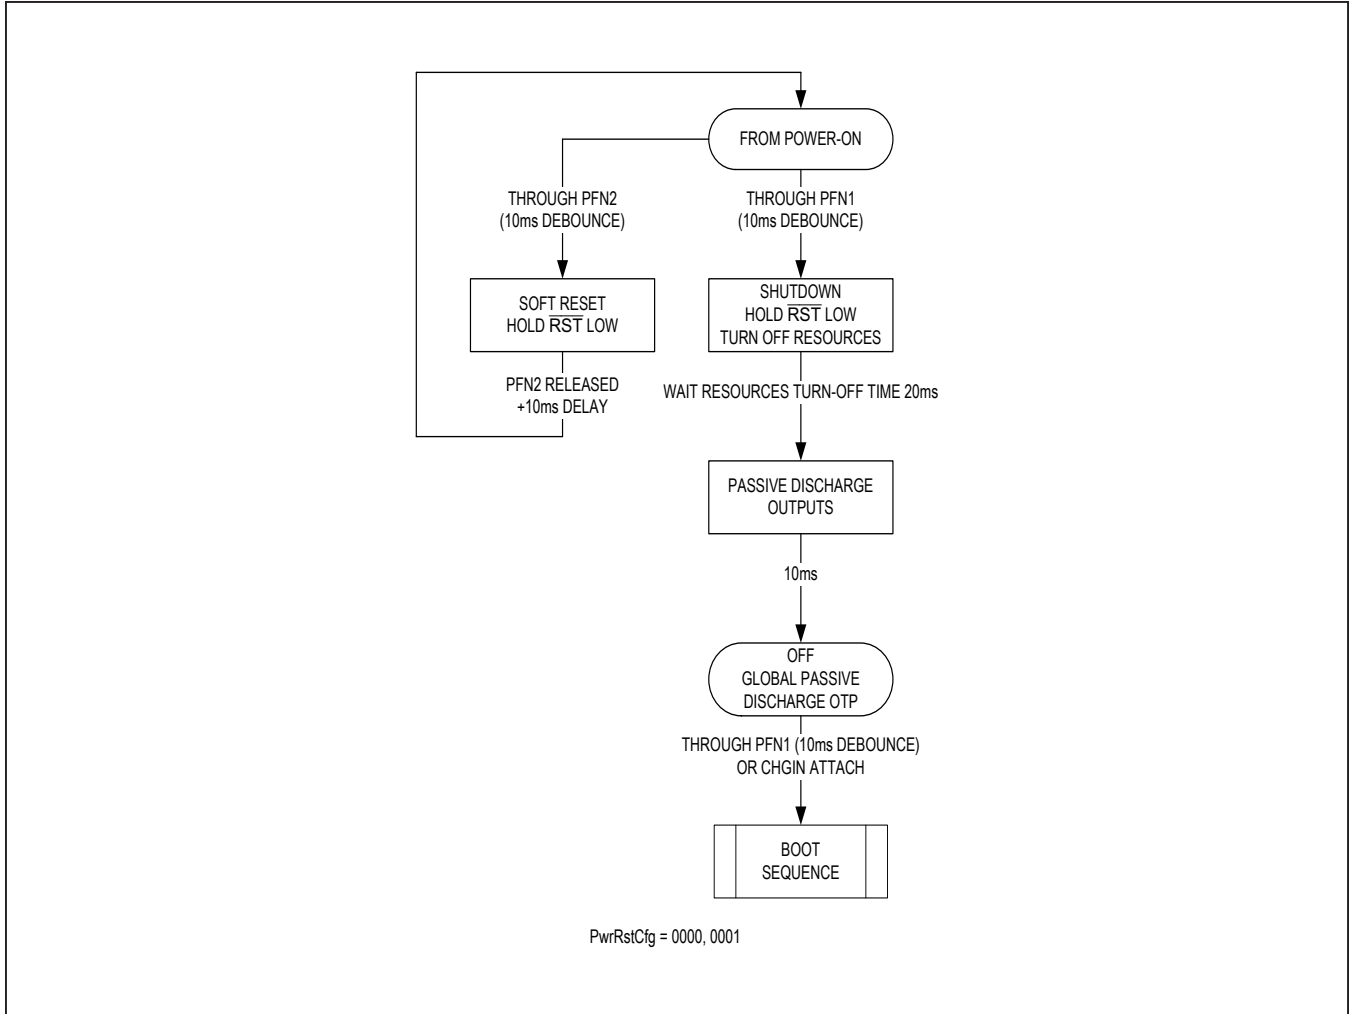 FROM POWER-ON
THROUGH PFN2
(10ms DEBOUNCE)
THROUGH PFN1
(10ms DEBOUNCE)
SOFT RESET
HOLD R̅S̅T̅ LOW
SHUTDOWN
HOLD R̅S̅T̅ LOW
TURN OFF RESOURCES
PFN2 RELEASED
+10ms DELAY
WAIT RESOURCES TURN-OFF TIME 20ms
PASSIVE DISCHARGE
OUTPUTS
10ms
OFF
GLOBAL PASSIVE
DISCHARGE OTP
THROUGH PFN1 (10ms DEBOUNCE)
OR CHGIN ATTACH
BOOT
SEQUENCE
PwrRstCfg = 0000, 0001